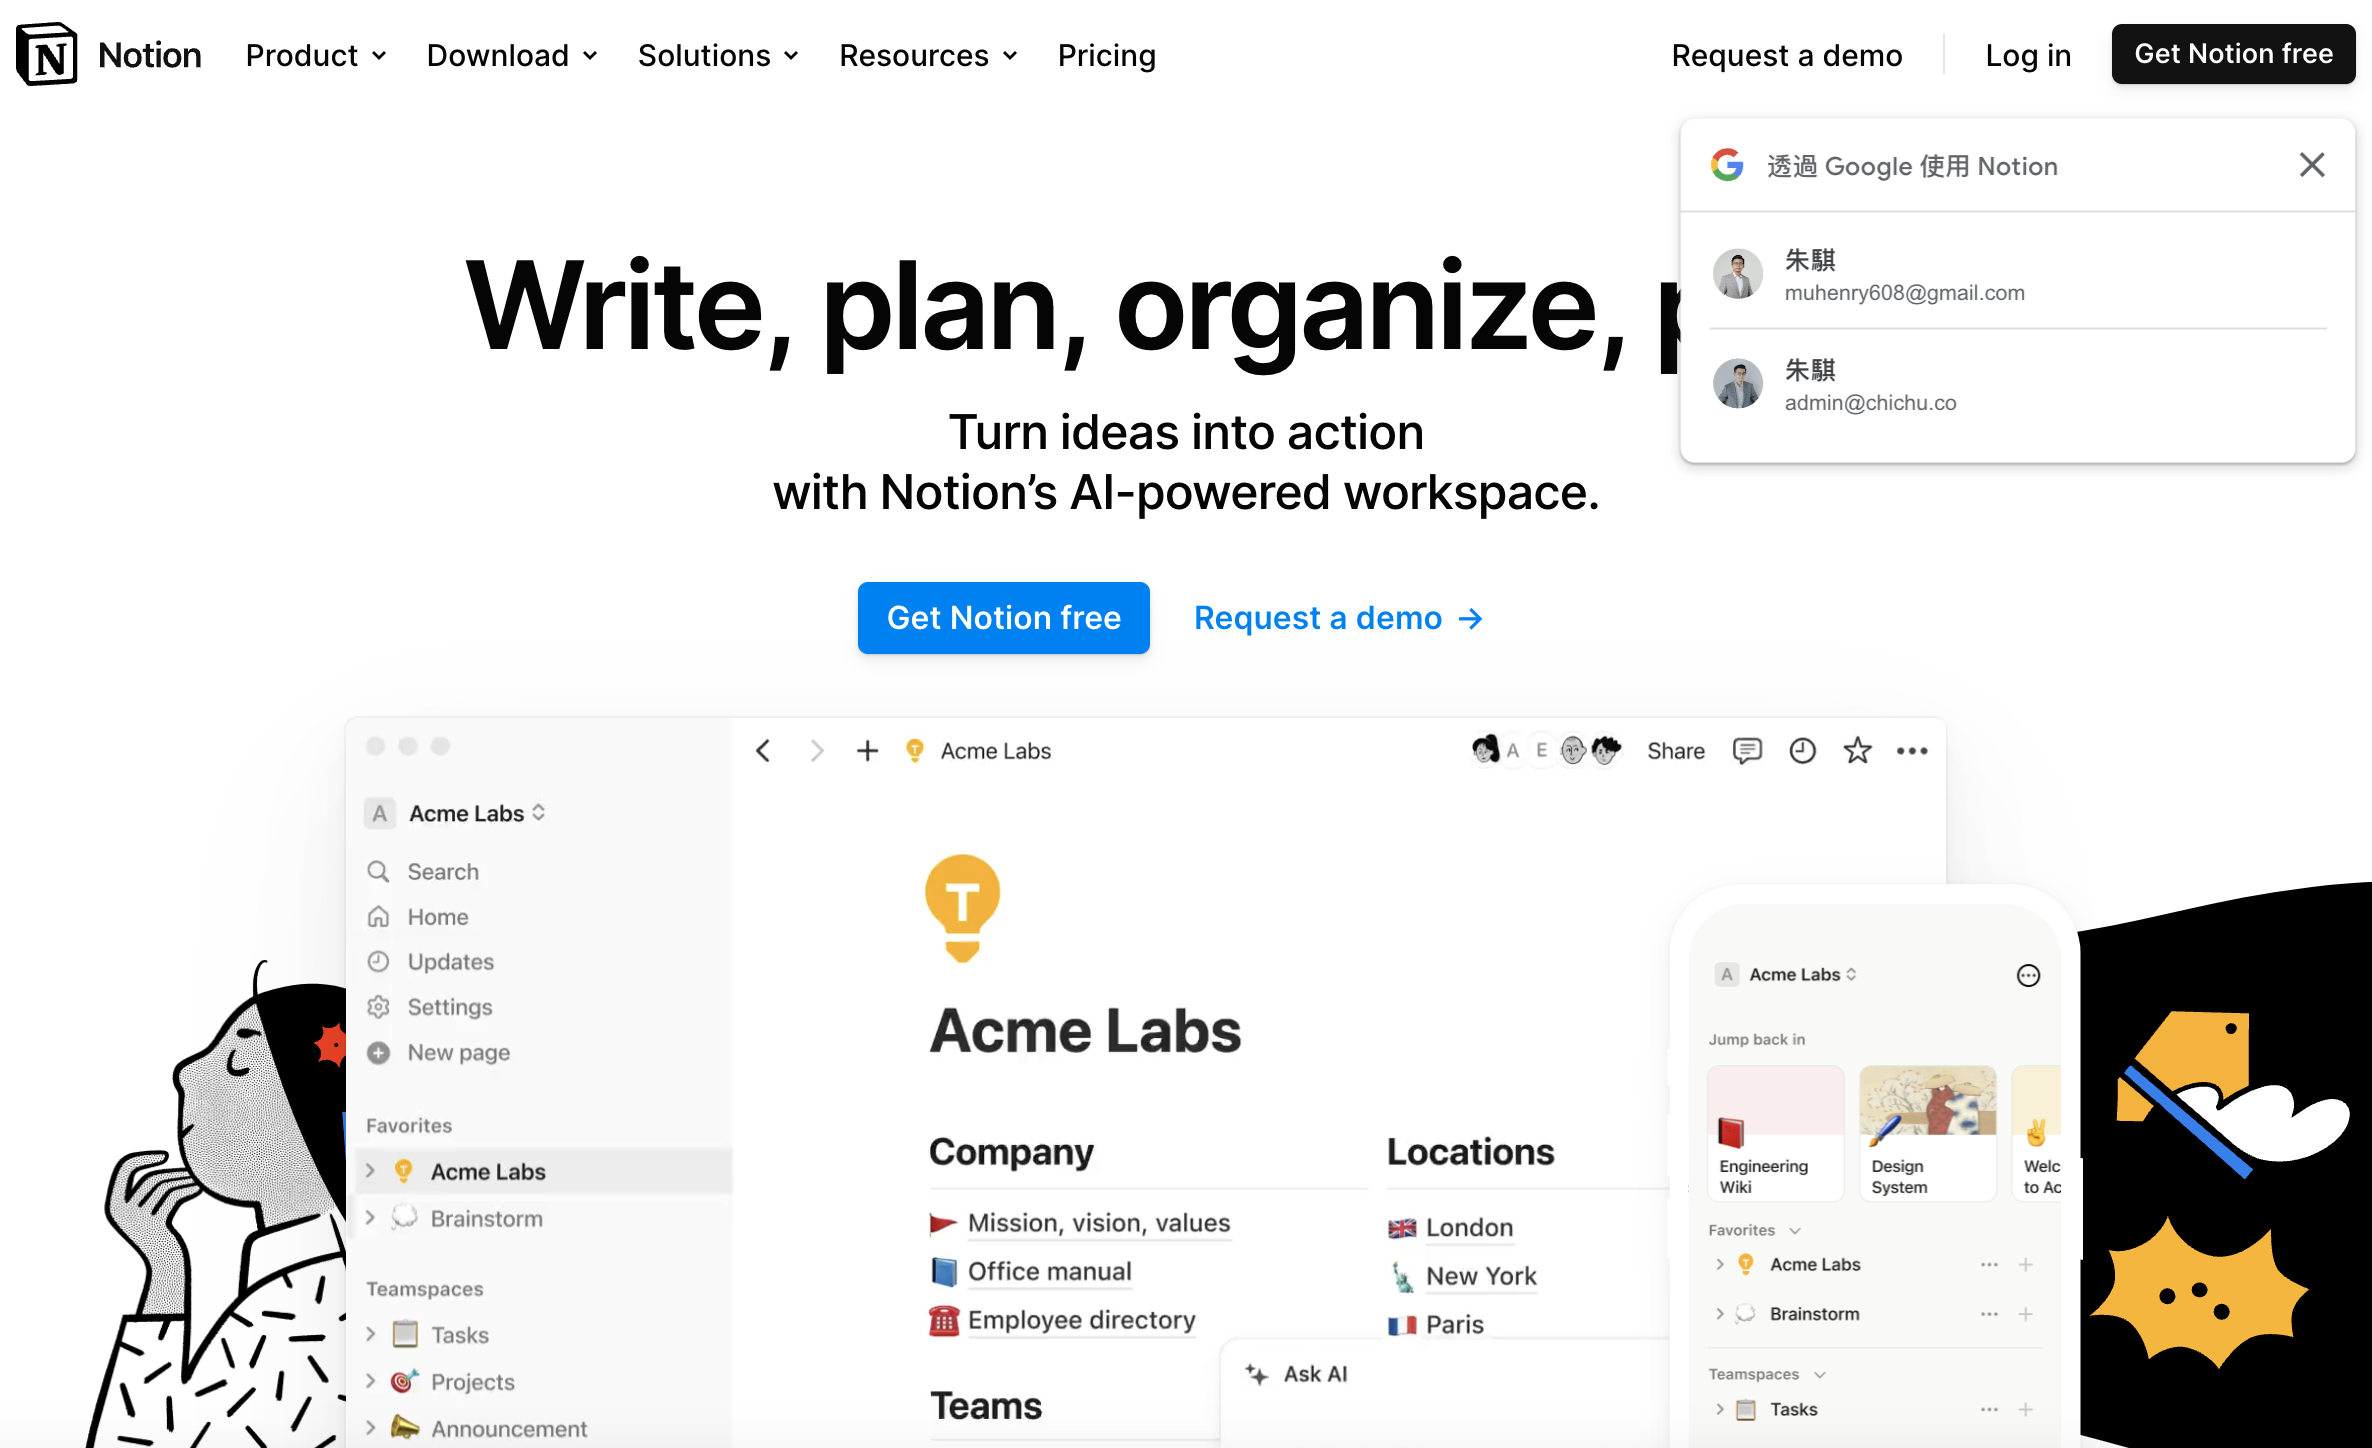 Notion
Product
Download
Solutions
Resources
Pricing
Request a demo
Log in
Get Notion free
透過 Google 使用 Notion
朱騏
muhenry608@gmail.com
朱騏
admin@chichu.co
Write, plan, organize,
Turn ideas into action
with Notion’s AI-powered workspace.
Get Notion free
Request a demo →
A Acme Labs
Search
Home
Updates
Settings
New page
Favorites
Acme Labs
Brainstorm
Teamspaces
Tasks
Projects
Announcement
Acme Labs
A
E
Share
T
Acme Labs
Company
Mission, vision, values
Office manual
Employee directory
Teams
Locations
London
New York
Paris
Ask AI
A Acme Labs
Jump back in
Engineering
Wiki
Design
System
Welc
to Ac
Favorites
Acme Labs
Brainstorm
Teamspaces
Tasks